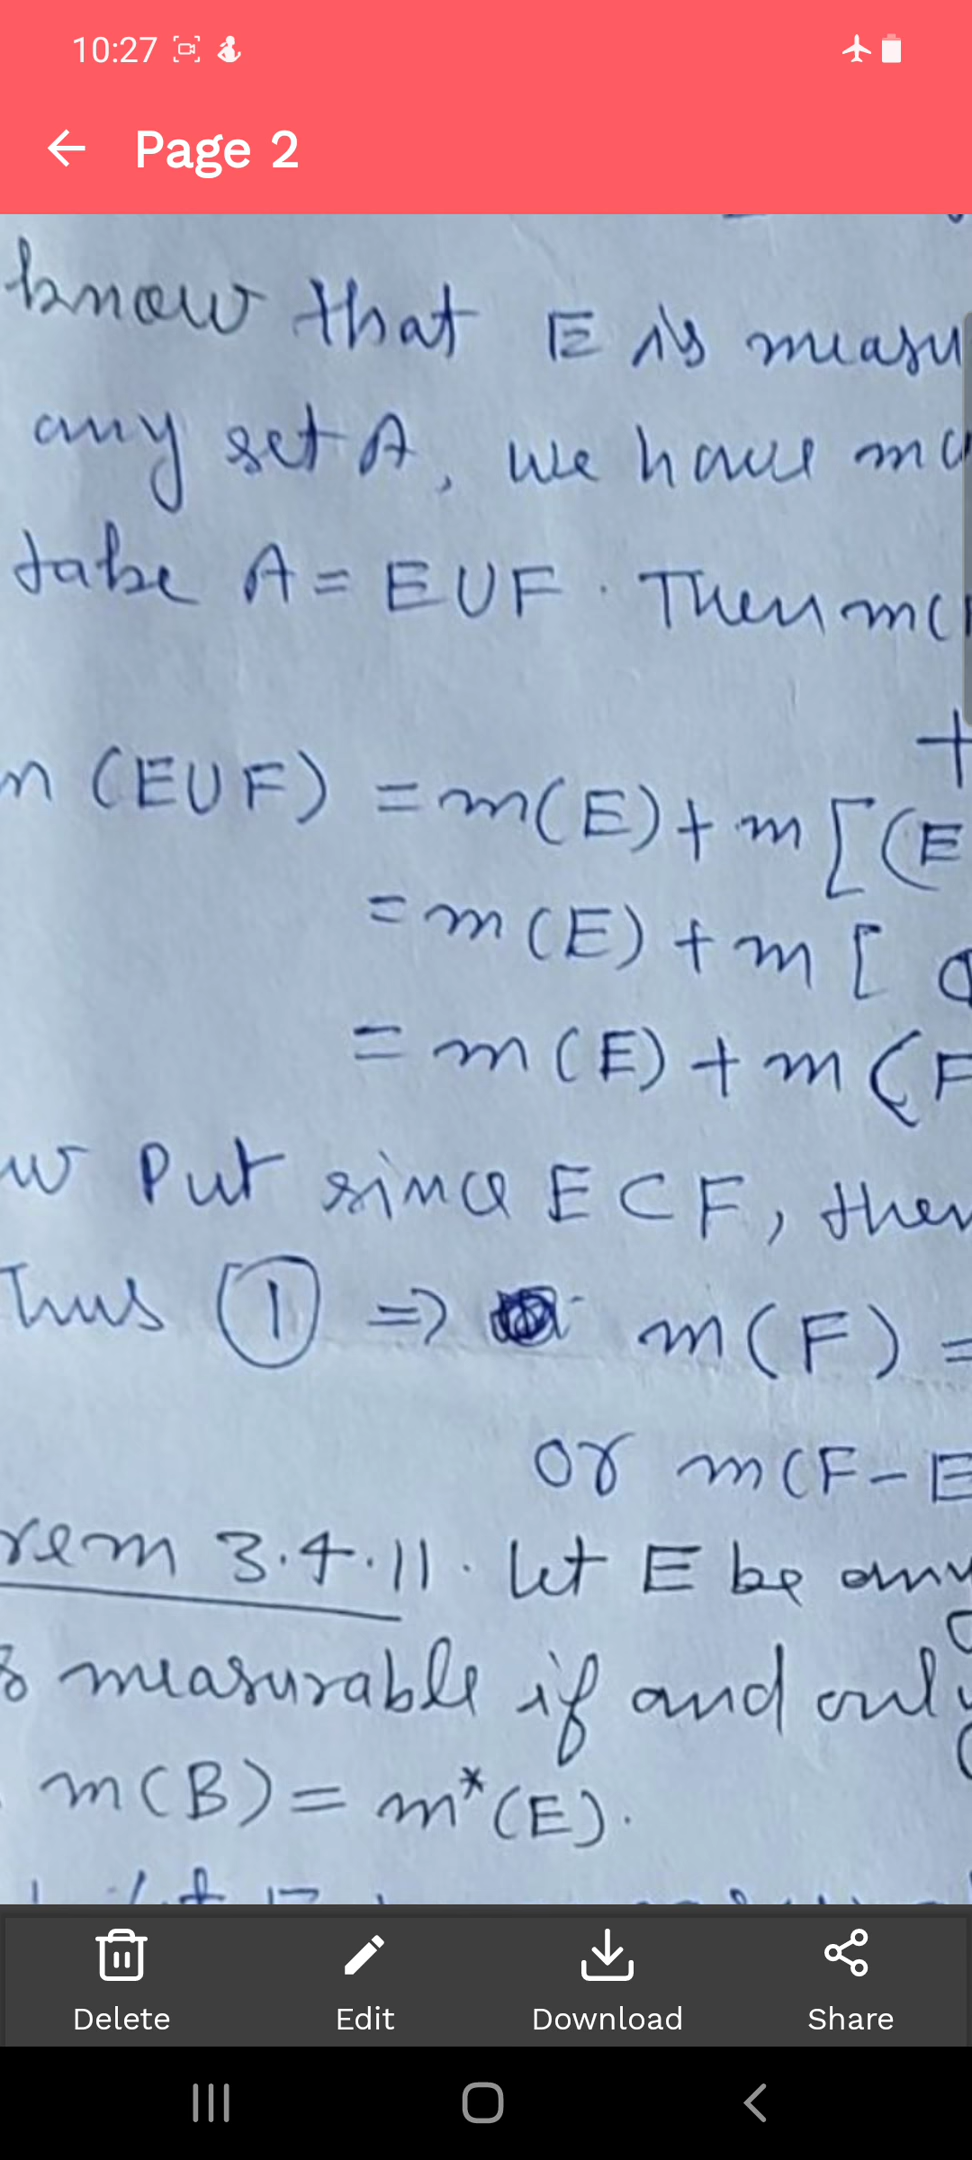 10:27
Page 2
know that E is measu
any set A, we have m(
take A = E∪F. Then m(
+
m (E∪F) = m(E) + m [(E
= m(E) + m [
= m(E) + m (F
w Put since E ⊂ F, then
Thus ① ⇒ m(F) =
or m(F-E
rem 3.4.11. Let E be any
measurable if and only
m(B) = m*(E).
Delete
Edit
Download
Share